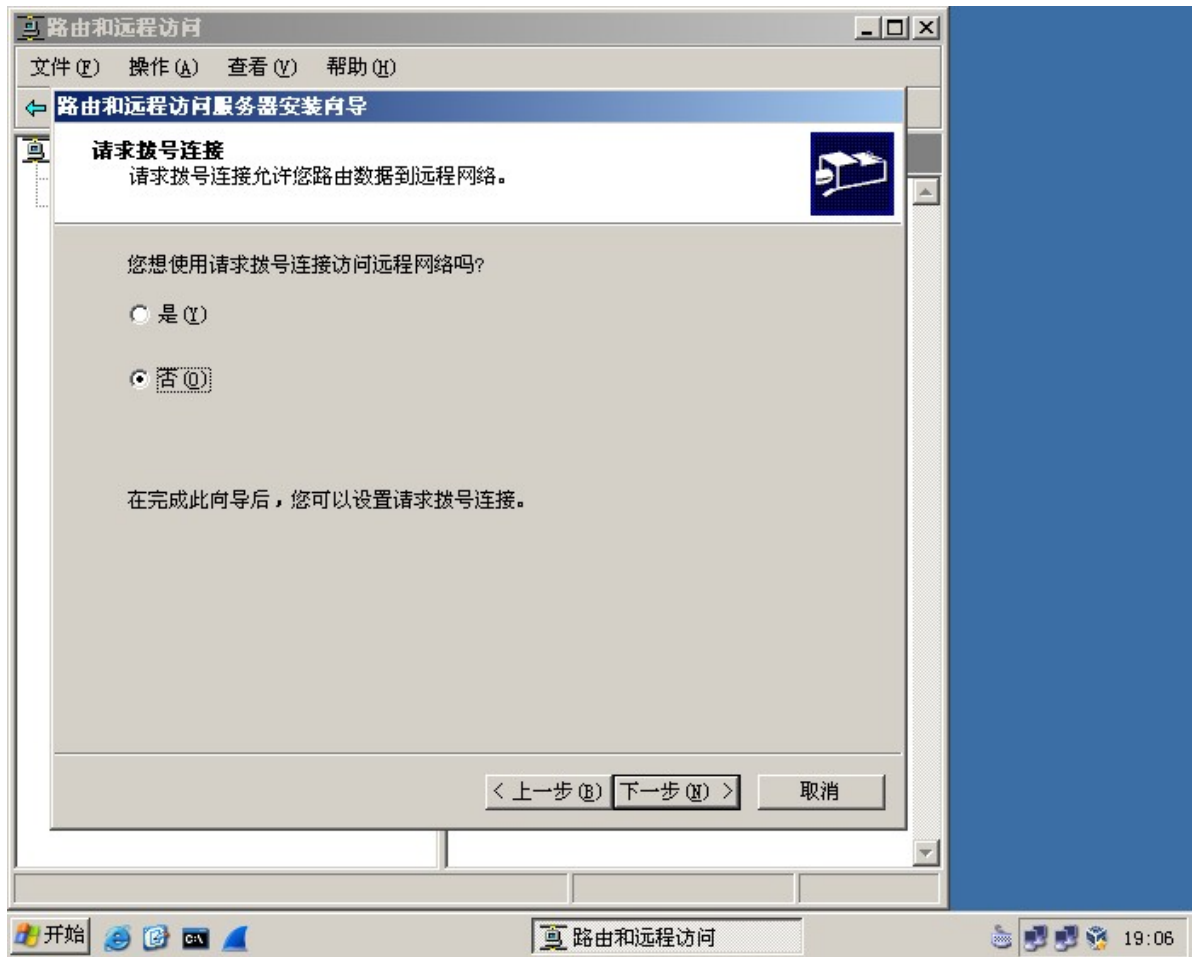 路由和远程访问
文件(F) 操作(A) 查看(V) 帮助(H)
路由和远程访问服务器安装向导
请求拨号连接
请求拨号连接允许您路由数据到远程网络。
您想使用请求拨号连接访问远程网络吗?
是(Y)
否(O)
在完成此向导后，您可以设置请求拨号连接。
< 上一步(B) 下一步(N) > 取消
开始 C:\ 路由和远程访问 19:06